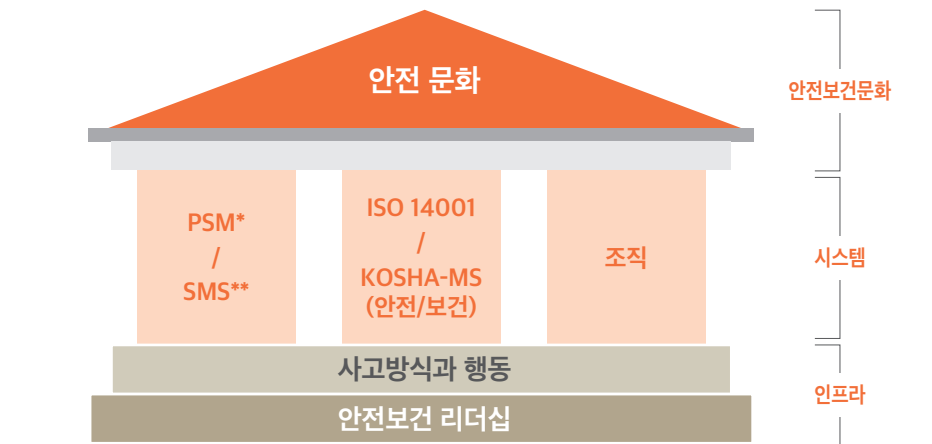 안전 문화
안전보건문화
PSM*
/
SMS**
ISO 14001
/
KOSHA-MS
(안전/보건)
조직
시스템
사고방식과 행동
안전보건 리더십
인프라